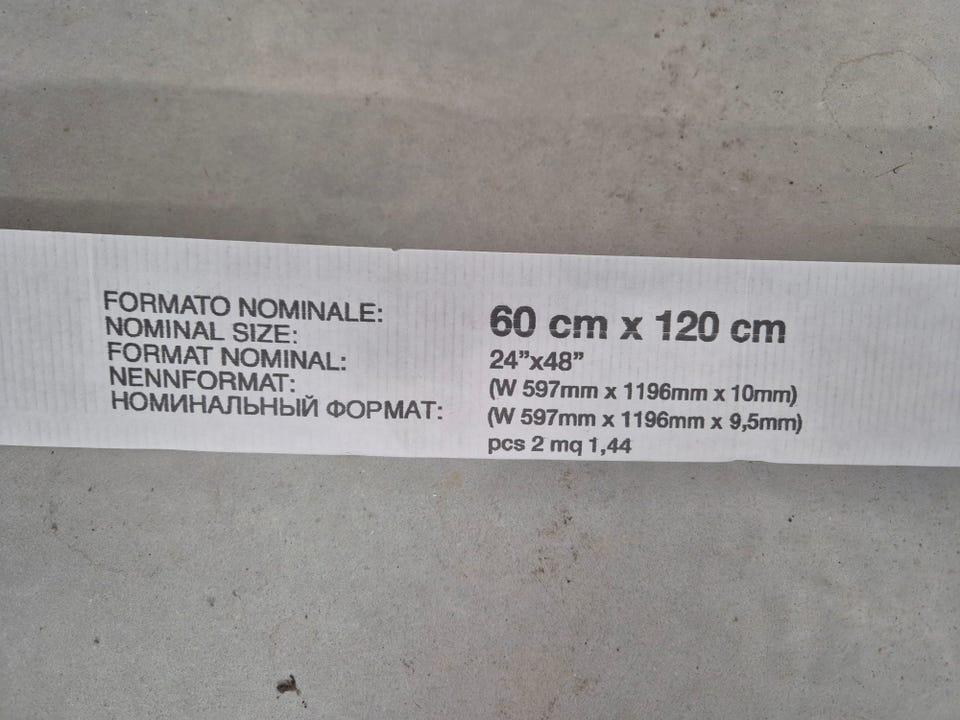 FORMATO NOMINALE:
NOMINAL SIZE:
FORMAT NOMINAL:
NENNFORMAT:
НОМИНАЛЬНЫЙ ФОРМАТ:
60 cm x 120 cm
24”x48”
(W 597mm x 1196mm x 10mm)
(W 597mm x 1196mm x 9,5mm)
pcs 2 mq 1,44